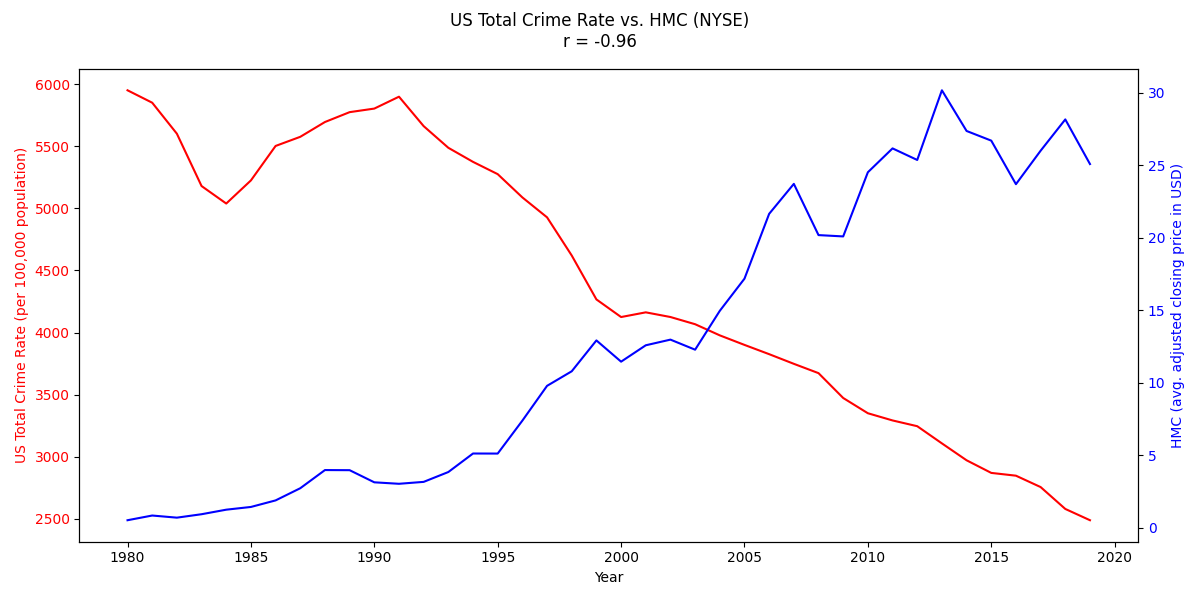 US Total Crime Rate vs. HMC (NYSE)
r = -0.96
US Total Crime Rate (per 100,000 population)
6000
5500
5000
4500
4000
3500
3000
2500
30
25
20
15
10
5
0
HMC (avg. adjusted closing price in USD)
1980 1985 1990 1995 2000 2005 2010 2015 2020
Year